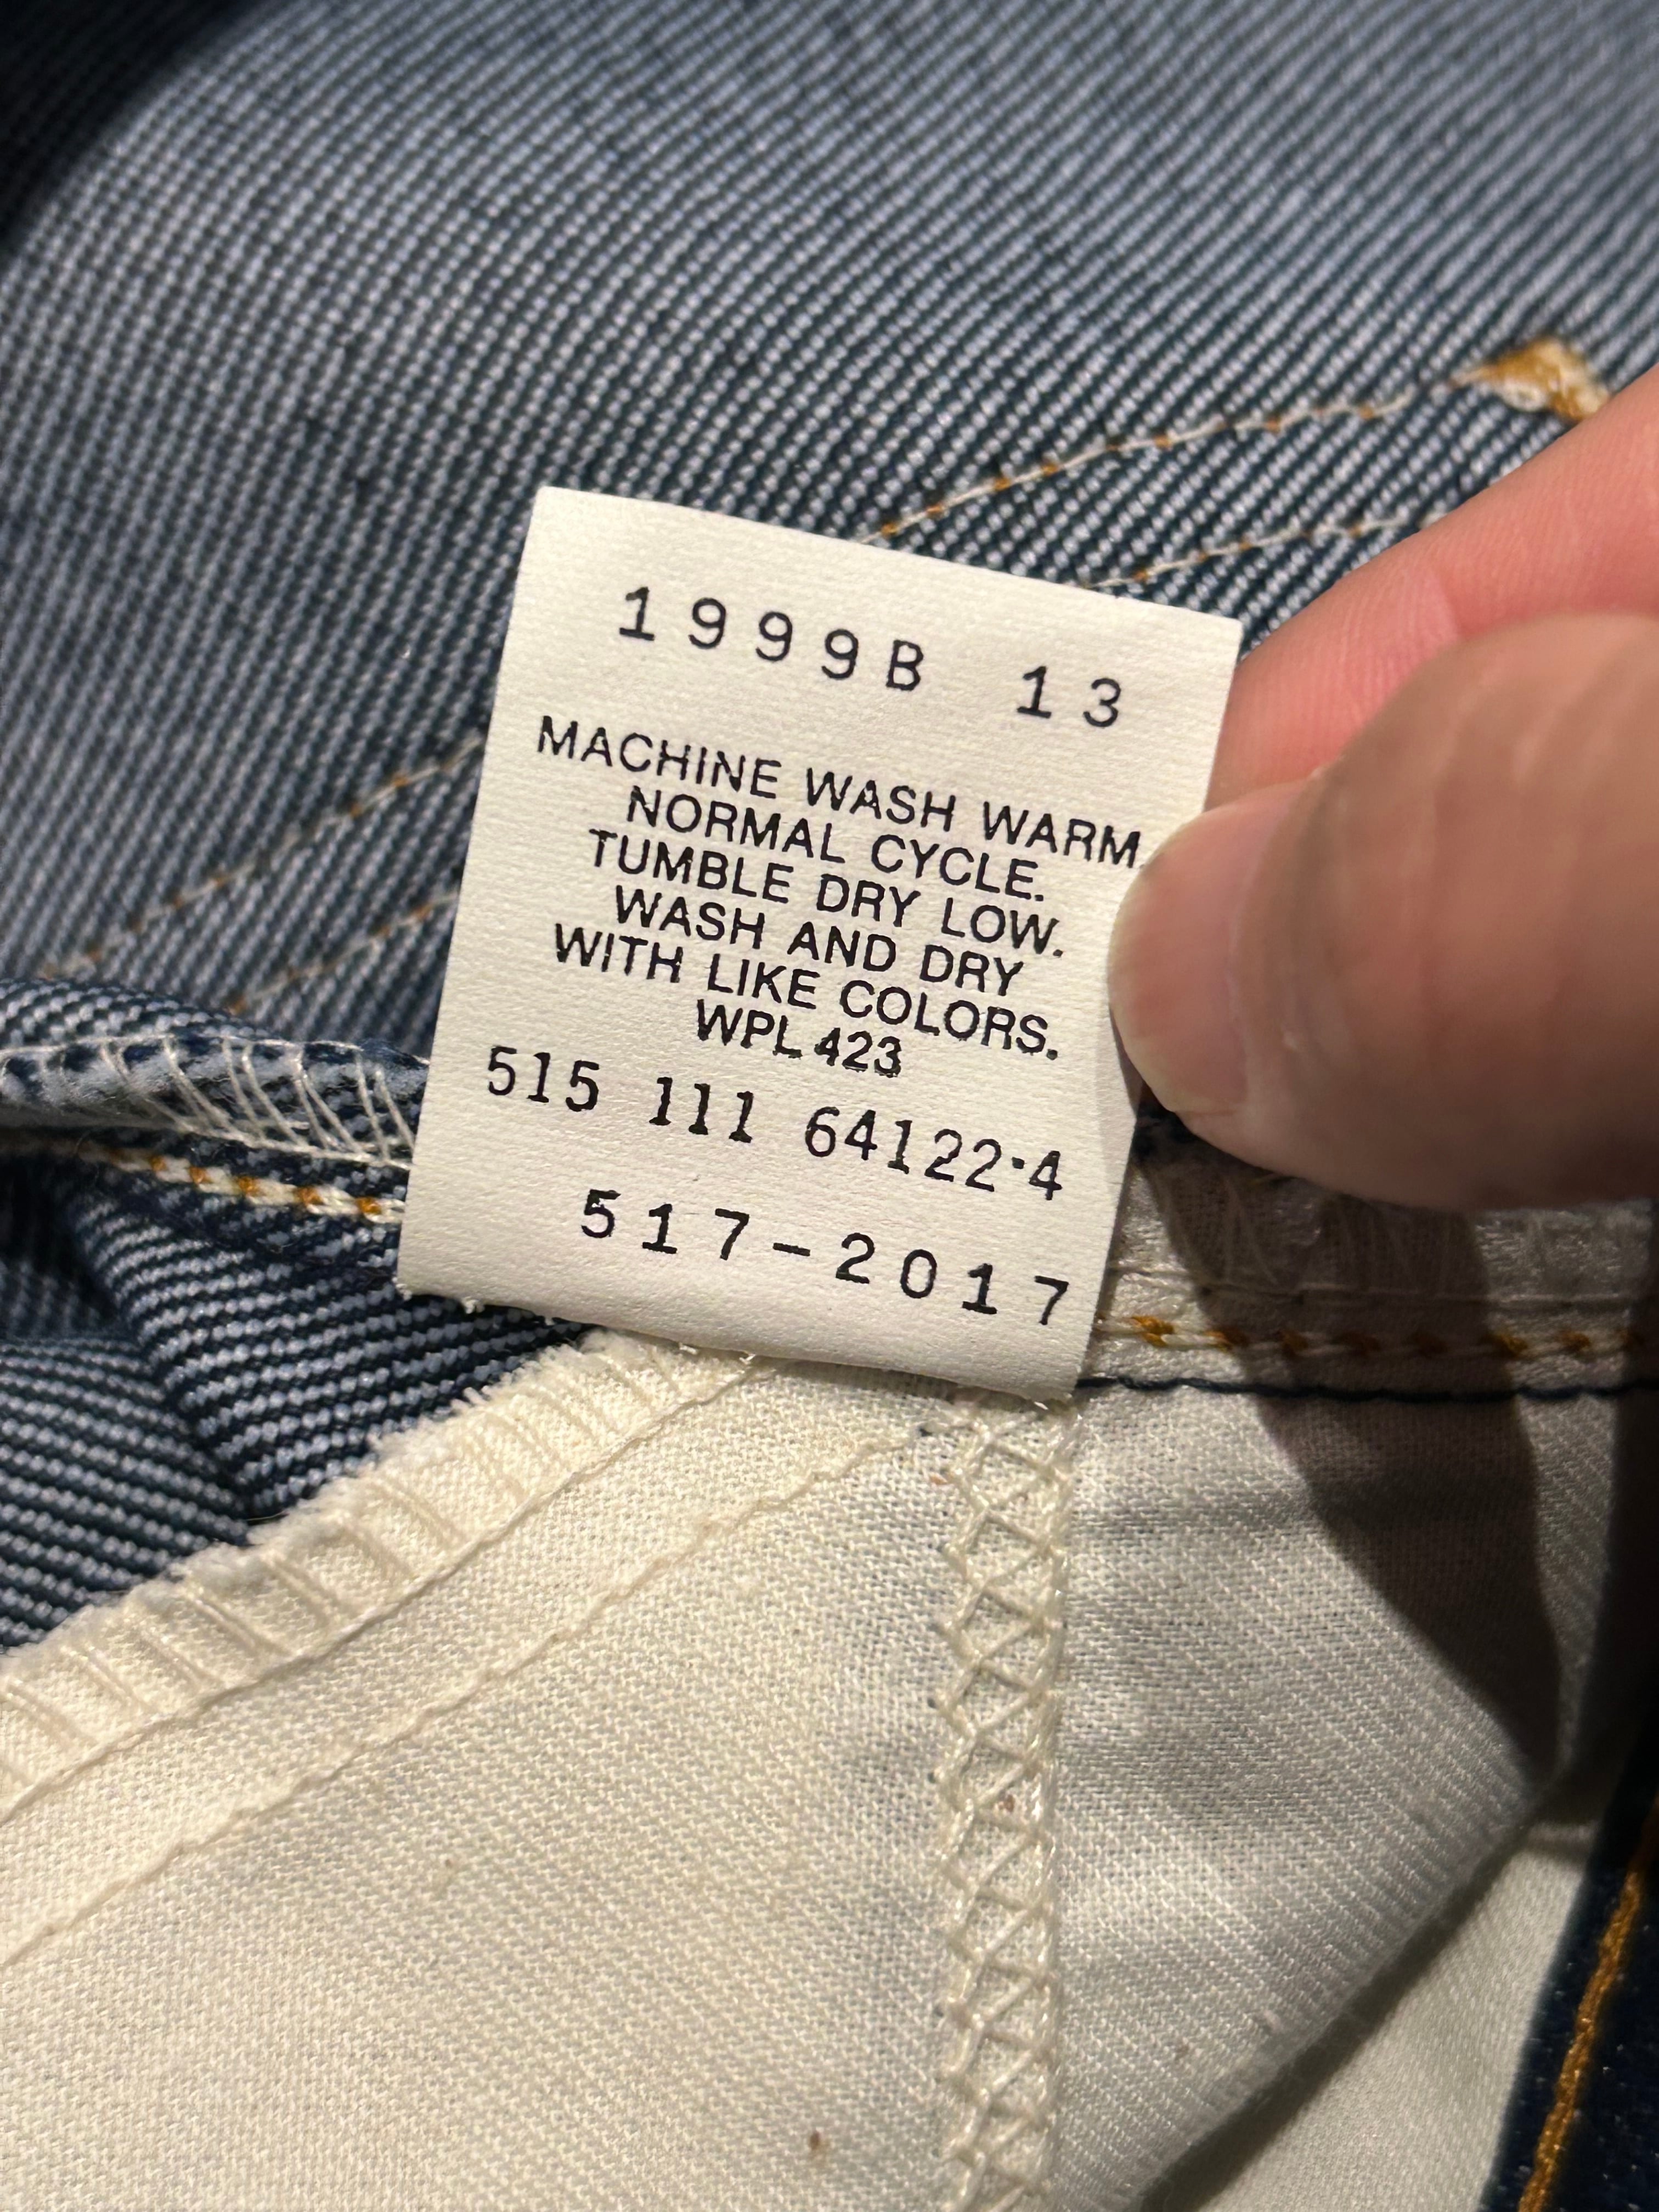 1999B 13
MACHINE WASH WARM.
NORMAL CYCLE.
TUMBLE DRY LOW.
WASH AND DRY
WITH LIKE COLORS.
WPL 423
515 111 64122·4
517-2017